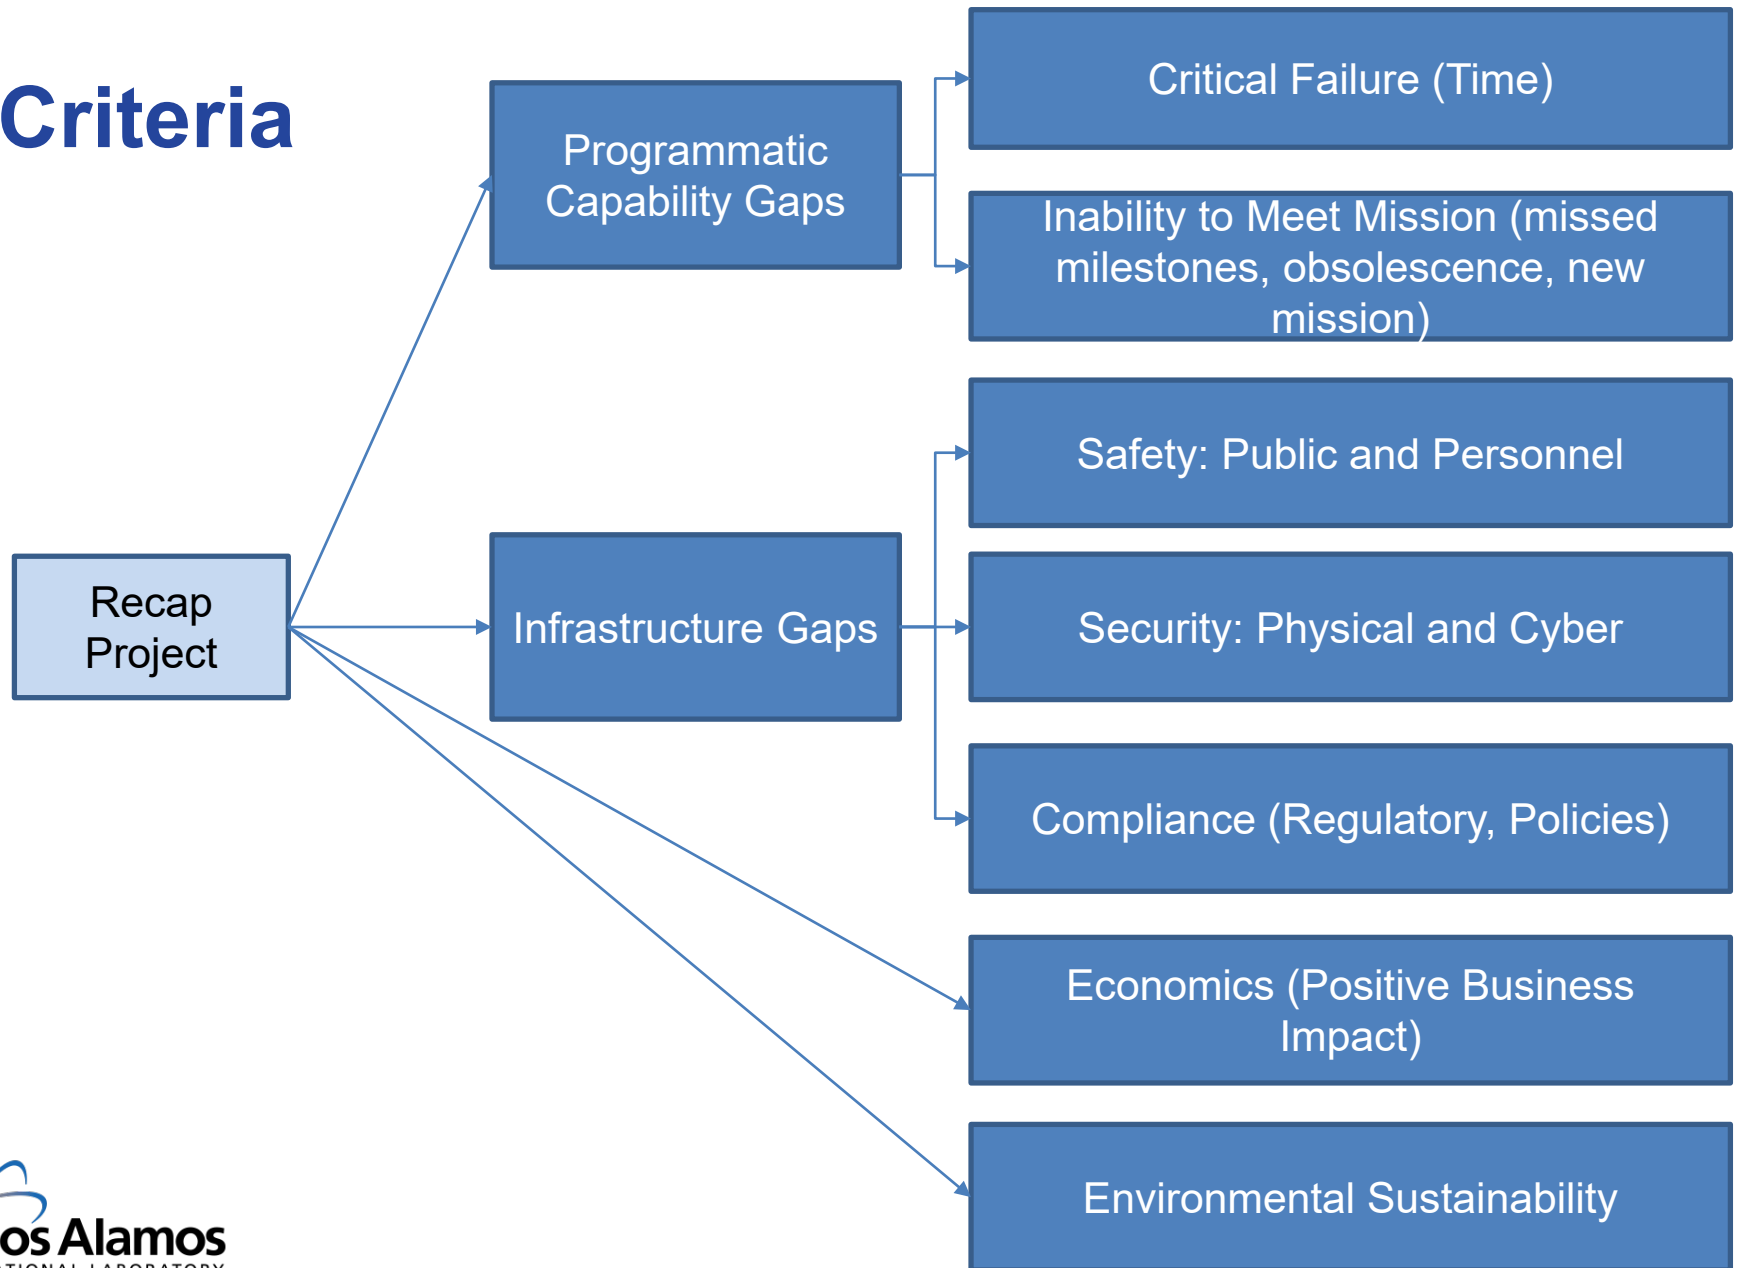 Criteria
Programmatic
Capability Gaps
Critical Failure (Time)
Inability to Meet Mission (missed
milestones, obsolescence, new
mission)
Recap
Project
Infrastructure Gaps
Safety: Public and Personnel
Security: Physical and Cyber
Compliance (Regulatory, Policies)
Economics (Positive Business
Impact)
Environmental Sustainability
os Alamos
ATIONAL LABORATORY